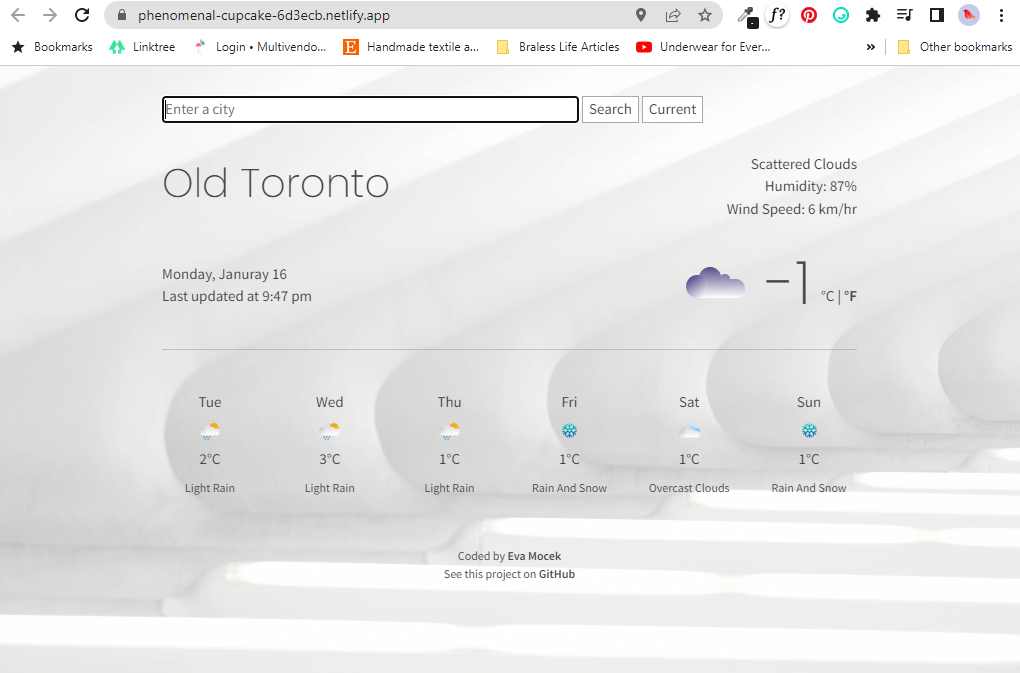 phenomenal-cupcake-6d3ecb.netlify.app
f?
Bookmarks Linktree Login • Multivendo... Handmade textile a... Braless Life Articles Underwear for Ever... » Other bookmarks
Enter a city Search Current
Old Toronto
Scattered Clouds
Humidity: 87%
Wind Speed: 6 km/hr
Monday, Januray 16
Last updated at 9:47 pm
−1 °C | °F
Tue Wed Thu Fri Sat Sun
2°C 3°C 1°C 1°C 1°C 1°C
Light Rain Light Rain Light Rain Rain And Snow Overcast Clouds Rain And Snow
Coded by Eva Mocek
See this project on GitHub